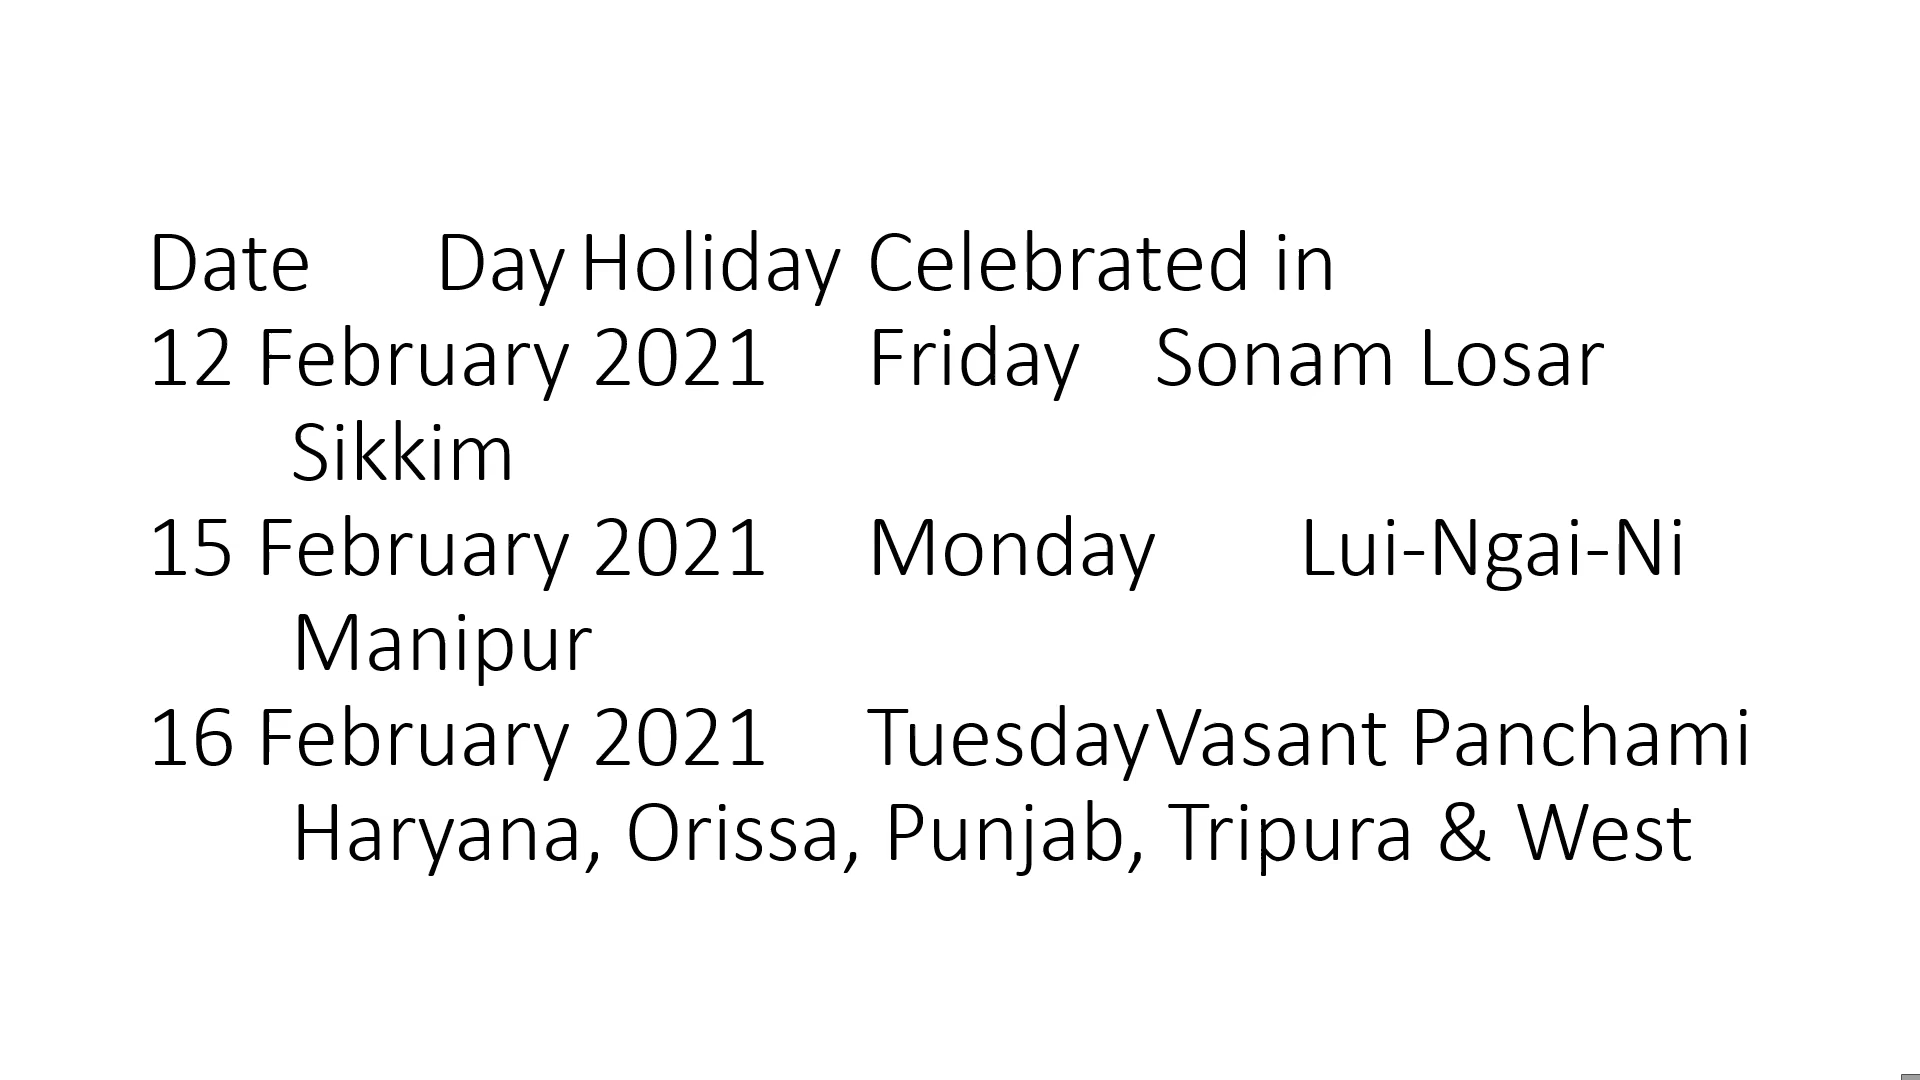 Date Day Holiday Celebrated in
12 February 2021 Friday Sonam Losar
Sikkim
15 February 2021 Monday Lui-Ngai-Ni
Manipur
16 February 2021 Tuesday Vasant Panchami
Haryana, Orissa, Punjab, Tripura & West